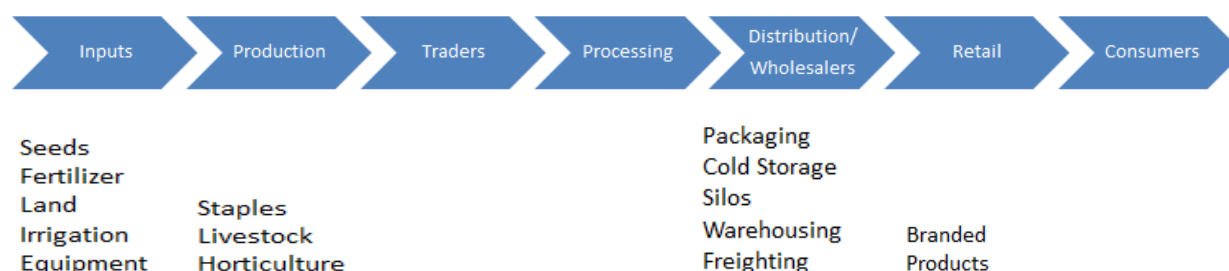 Inputs
Production
Traders
Processing
Distribution/
Wholesalers
Retail
Consumers
Seeds
Fertilizer
Land
Irrigation
Equipment
Staples
Livestock
Horticulture
Packaging
Cold Storage
Silos
Warehousing
Freighting
Branded
Products